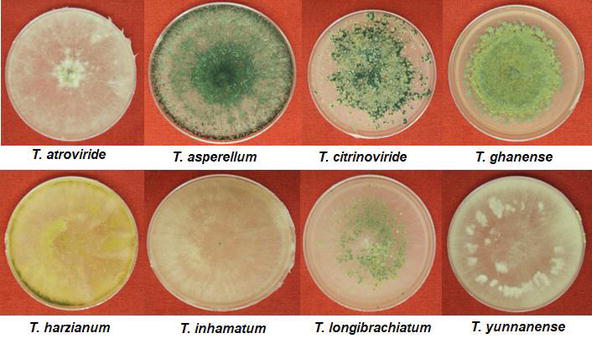 T. atroviride
T. asperellum
T. citrinoviride
T. ghanense
T. harzianum
T. inhamatum
T. longibrachiatum
T. yunnanense